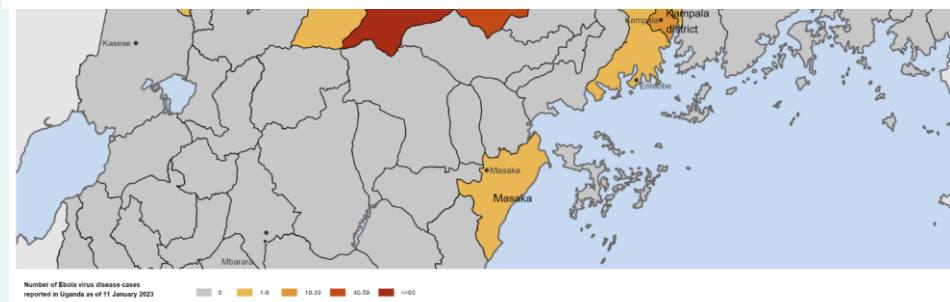 Kampala
Kampala
district
Kasese
Entebbe
Masaka
Masaka
Mbarara
Number of Ebola virus disease cases
reported in Uganda as of 11 January 2023
0 1-9 10-39 40-59 >=60